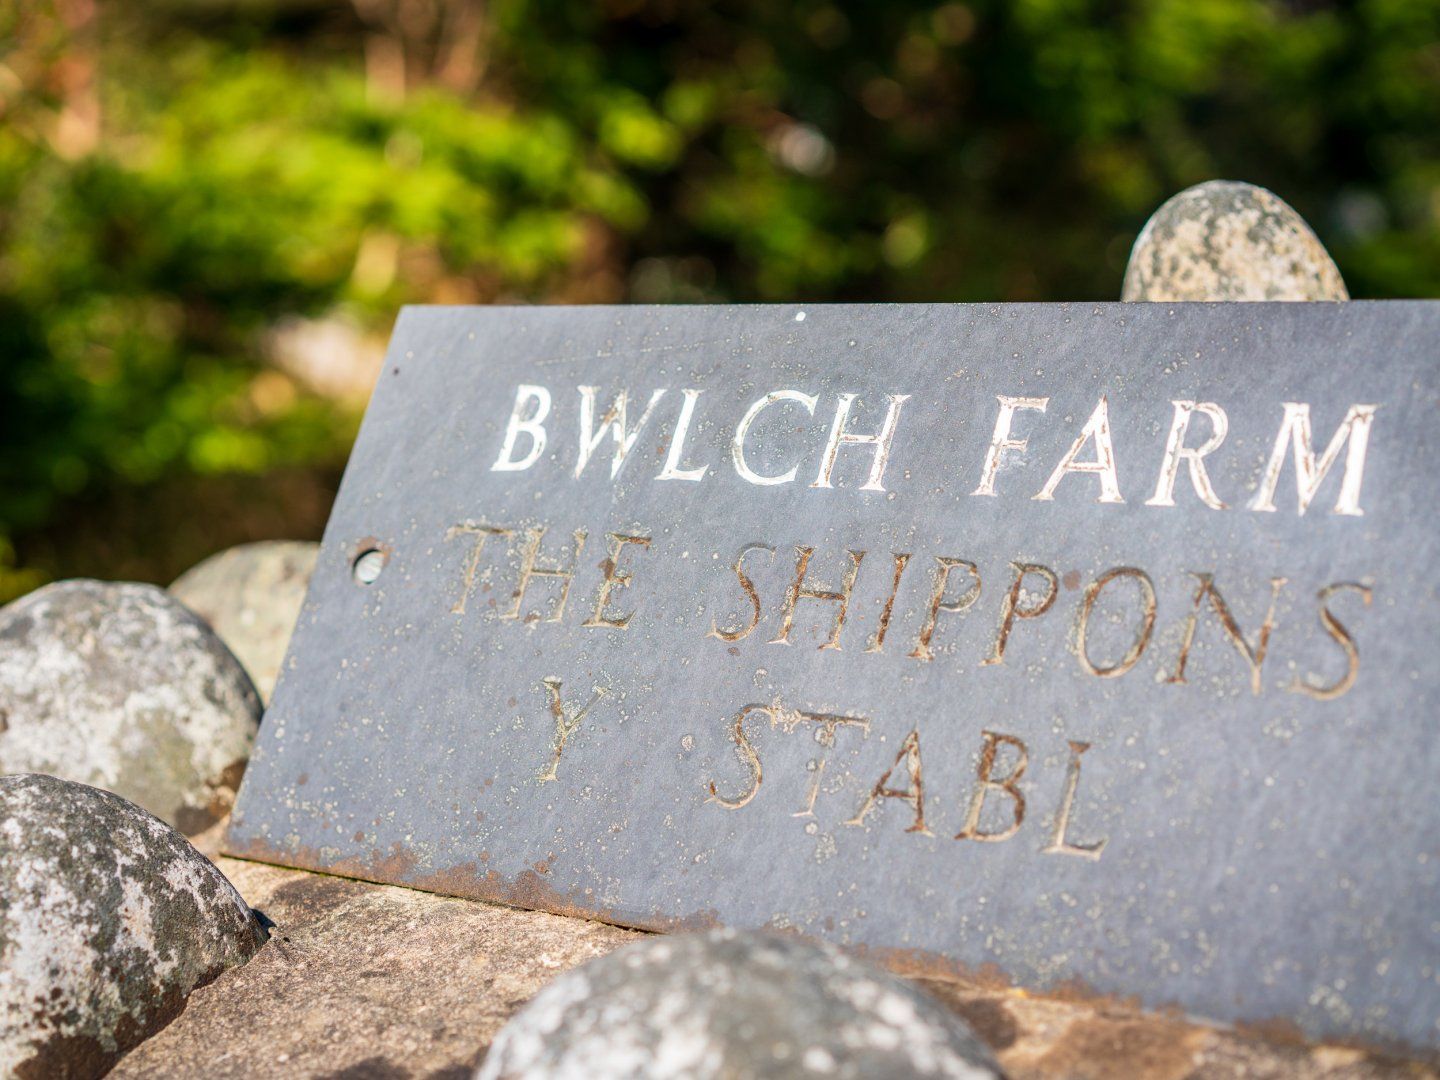 BWLCH FARM
THE SHIPPONS
Y STABL